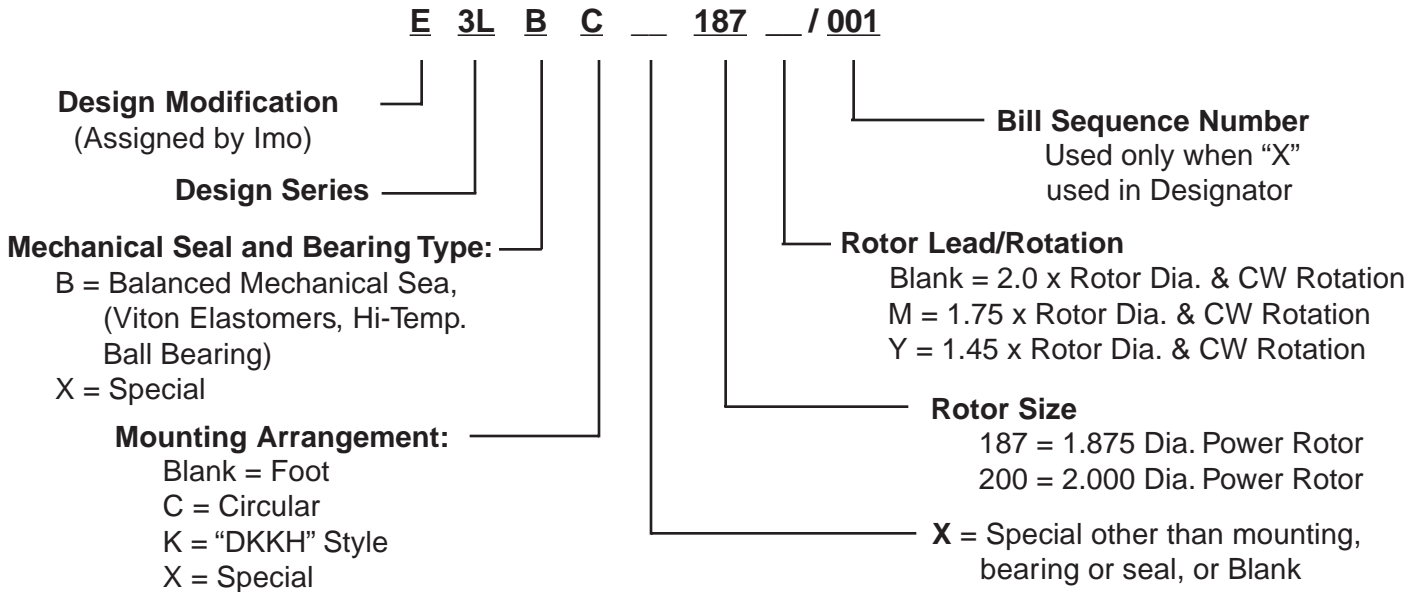 E 3L B C __ 187 __ / 001
Design Modification
(Assigned by Imo)
Design Series
Mechanical Seal and Bearing Type:
B = Balanced Mechanical Sea,
(Viton Elastomers, Hi-Temp.
Ball Bearing)
X = Special
Mounting Arrangement:
Blank = Foot
C = Circular
K = “DKKH” Style
X = Special
Bill Sequence Number
Used only when “X”
used in Designator
Rotor Lead/Rotation
Blank = 2.0 x Rotor Dia. & CW Rotation
M = 1.75 x Rotor Dia. & CW Rotation
Y = 1.45 x Rotor Dia. & CW Rotation
Rotor Size
187 = 1.875 Dia. Power Rotor
200 = 2.000 Dia. Power Rotor
X = Special other than mounting,
bearing or seal, or Blank